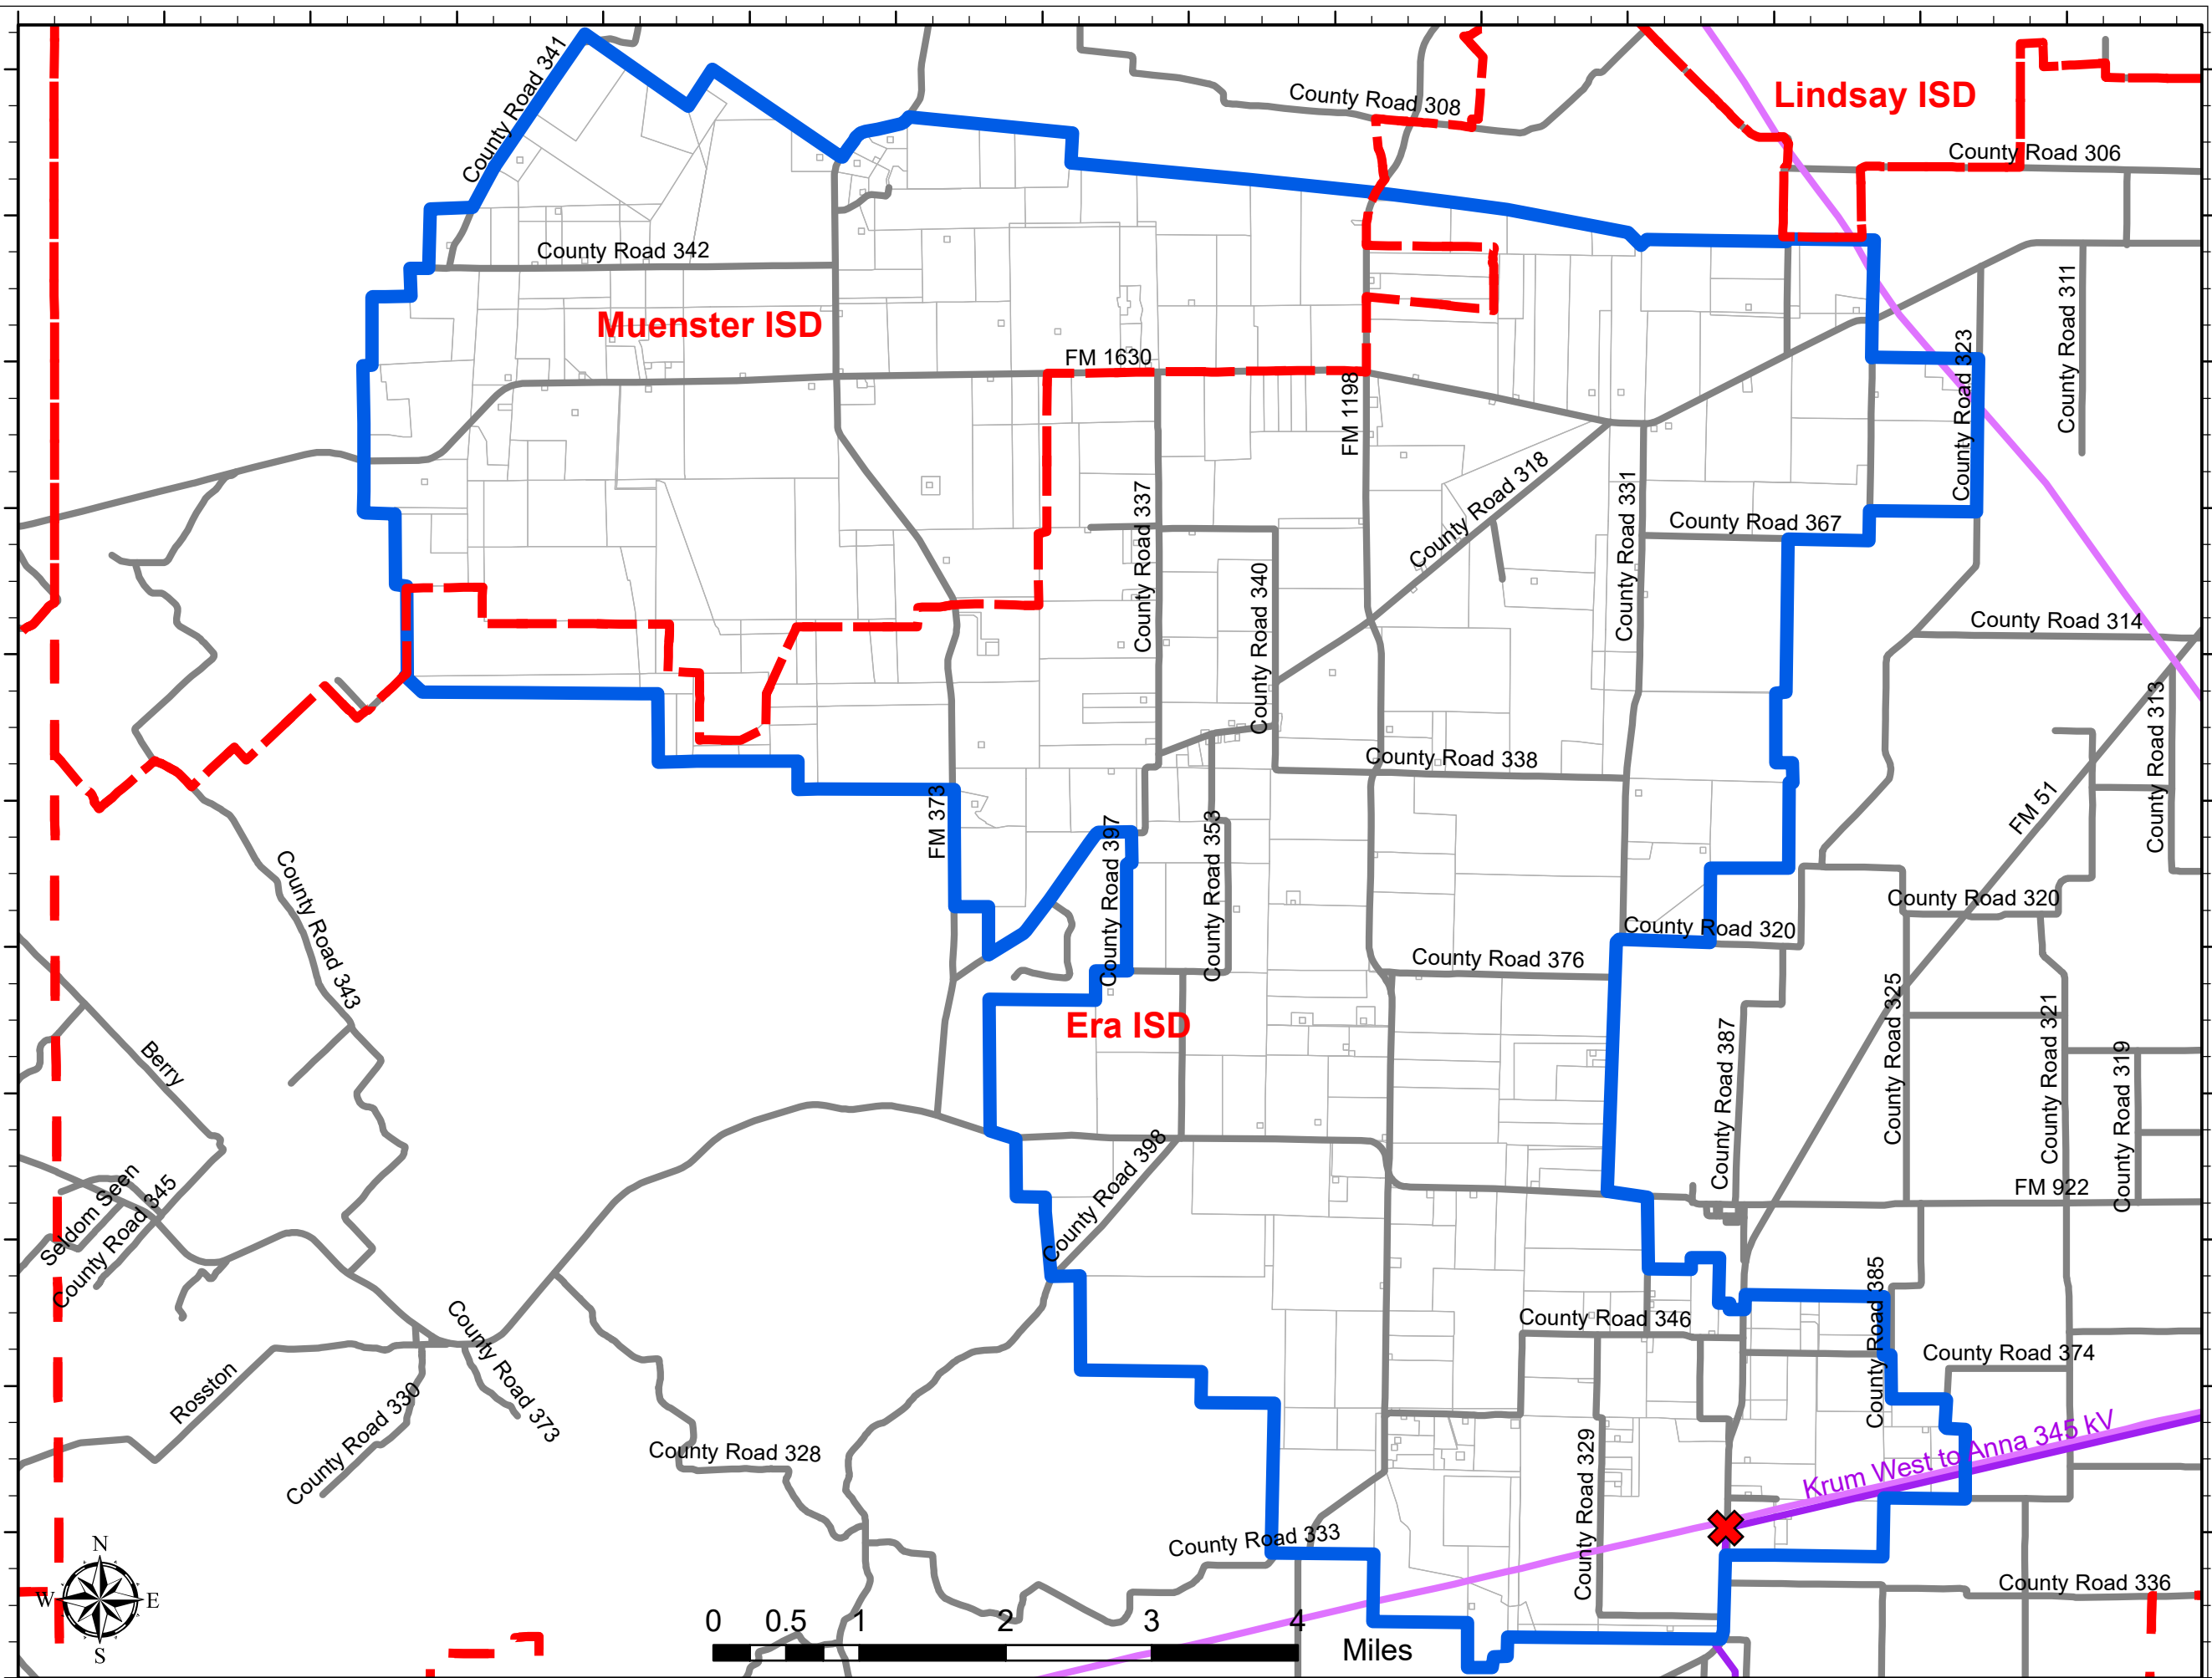 County Road 341
County Road 308
Lindsay ISD
County Road 306
County Road 342
Muenster ISD
FM 1630
FM 1198
County Road 323
County Road 311
County Road 318
County Road 337
County Road 331
County Road 367
County Road 340
County Road 314
County Road 313
County Road 338
FM 51
FM 373
County Road 397
County Road 353
County Road 343
County Road 320
County Road 320
County Road 376
Era ISD
County Road 325
County Road 321
County Road 387
County Road 319
Berry
Seldom Seen
County Road 345
County Road 398
FM 922
County Road 346
County Road 385
County Road 374
County Road 373
Rosston
County Road 330
County Road 328
County Road 329
Krum West to Anna 345 kV
County Road 333
County Road 336
N
W E
S
0 0.5 1 2 3 4
Miles